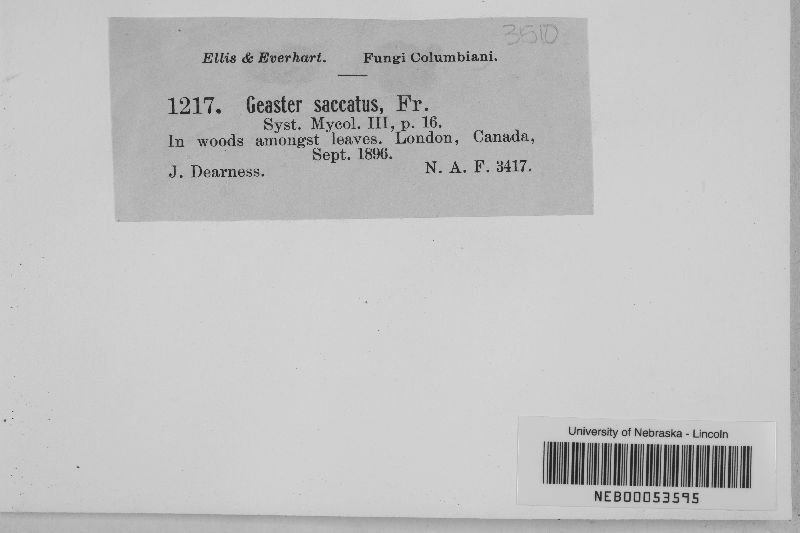 3510
Ellis & Everhart. Fungi Columbiani.
1217. Geaster saccatus, Fr.
Syst. Mycol. III, p. 16.
In woods amongst leaves. London, Canada,
Sept. 1896.
J. Dearness. N. A. F. 3417.
University of Nebraska - Lincoln
NEB00053595